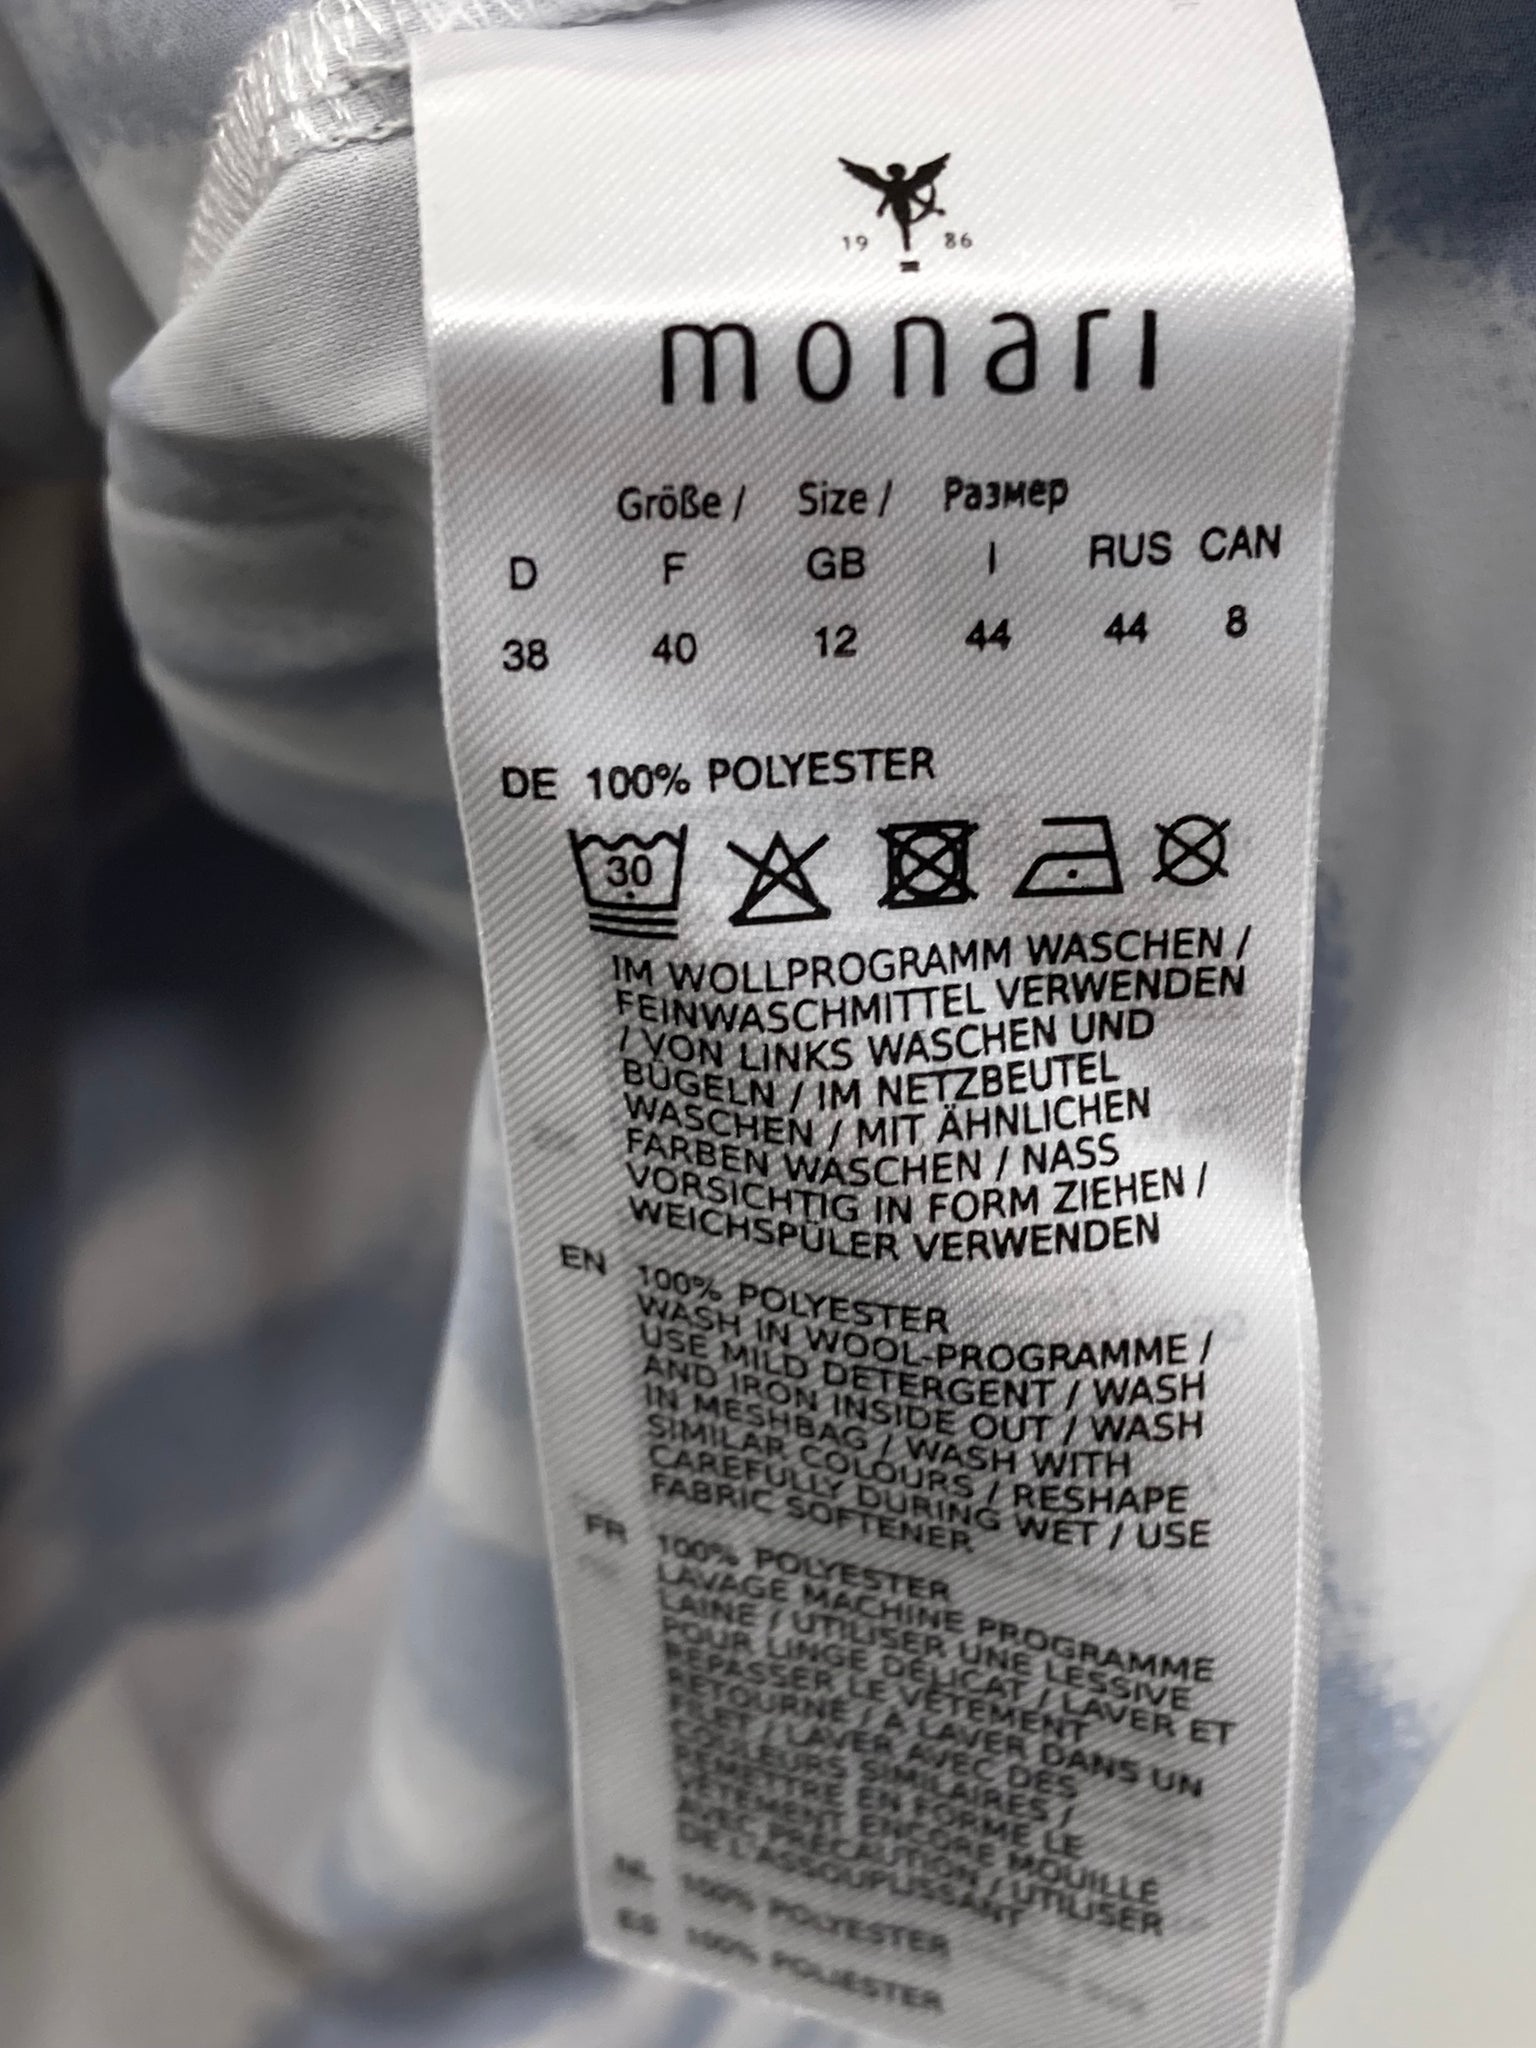 19 86
monari
Größe / Size / Размер
D F GB I RUS CAN
38 40 12 44 44 8
DE 100% POLYESTER
30
IM WOLLPROGRAMM WASCHEN /
FEINWASCHMITTEL VERWENDEN
/ VON LINKS WASCHEN UND
BÜGELN / IM NETZBEUTEL
WASCHEN / MIT ÄHNLICHEN
FARBEN WASCHEN / NASS
VORSICHTIG IN FORM ZIEHEN /
WEICHSPÜLER VERWENDEN
EN 100% POLYESTER
WASH IN WOOL-PROGRAMME /
USE MILD DETERGENT / WASH
AND IRON INSIDE OUT / WASH
IN MESHBAG / WASH WITH
SIMILAR COLOURS / RESHAPE
CAREFULLY DURING WET / USE
FABRIC SOFTENER
FR 100% POLYESTER
LAVAGE MACHINE PROGRAMME
LAINE / UTILISER UNE LESSIVE
POUR LINGE DÉLICAT / LAVER ET
REPASSER LE VÊTEMENT
RETOURNÉ / A LAVER DANS UN
FILET / LAVER AVEC DES
COULEURS SIMILAIRES /
REMETTRE EN FORME LE
VÊTEMENT ENCORE MOUILLÉ
AVEC PRÉCAUTION / UTILISER
DE L'ASSOUPLISSANT
NL 100% POLYESTER
ES 100% POLIÉSTER